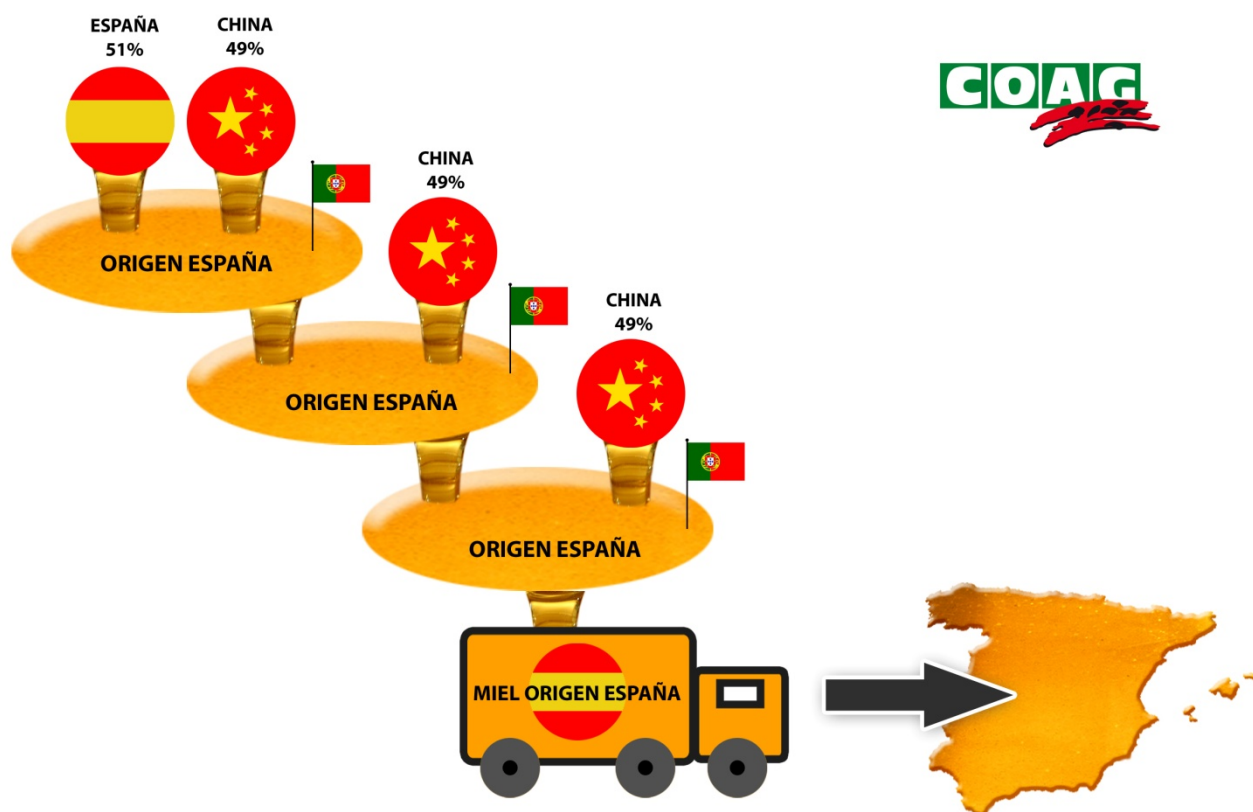 ESPAÑA
51%
CHINA
49%
COAG
CHINA
49%
ORIGEN ESPAÑA
CHINA
49%
ORIGEN ESPAÑA
ORIGEN ESPAÑA
MIEL ORIGEN ESPAÑA